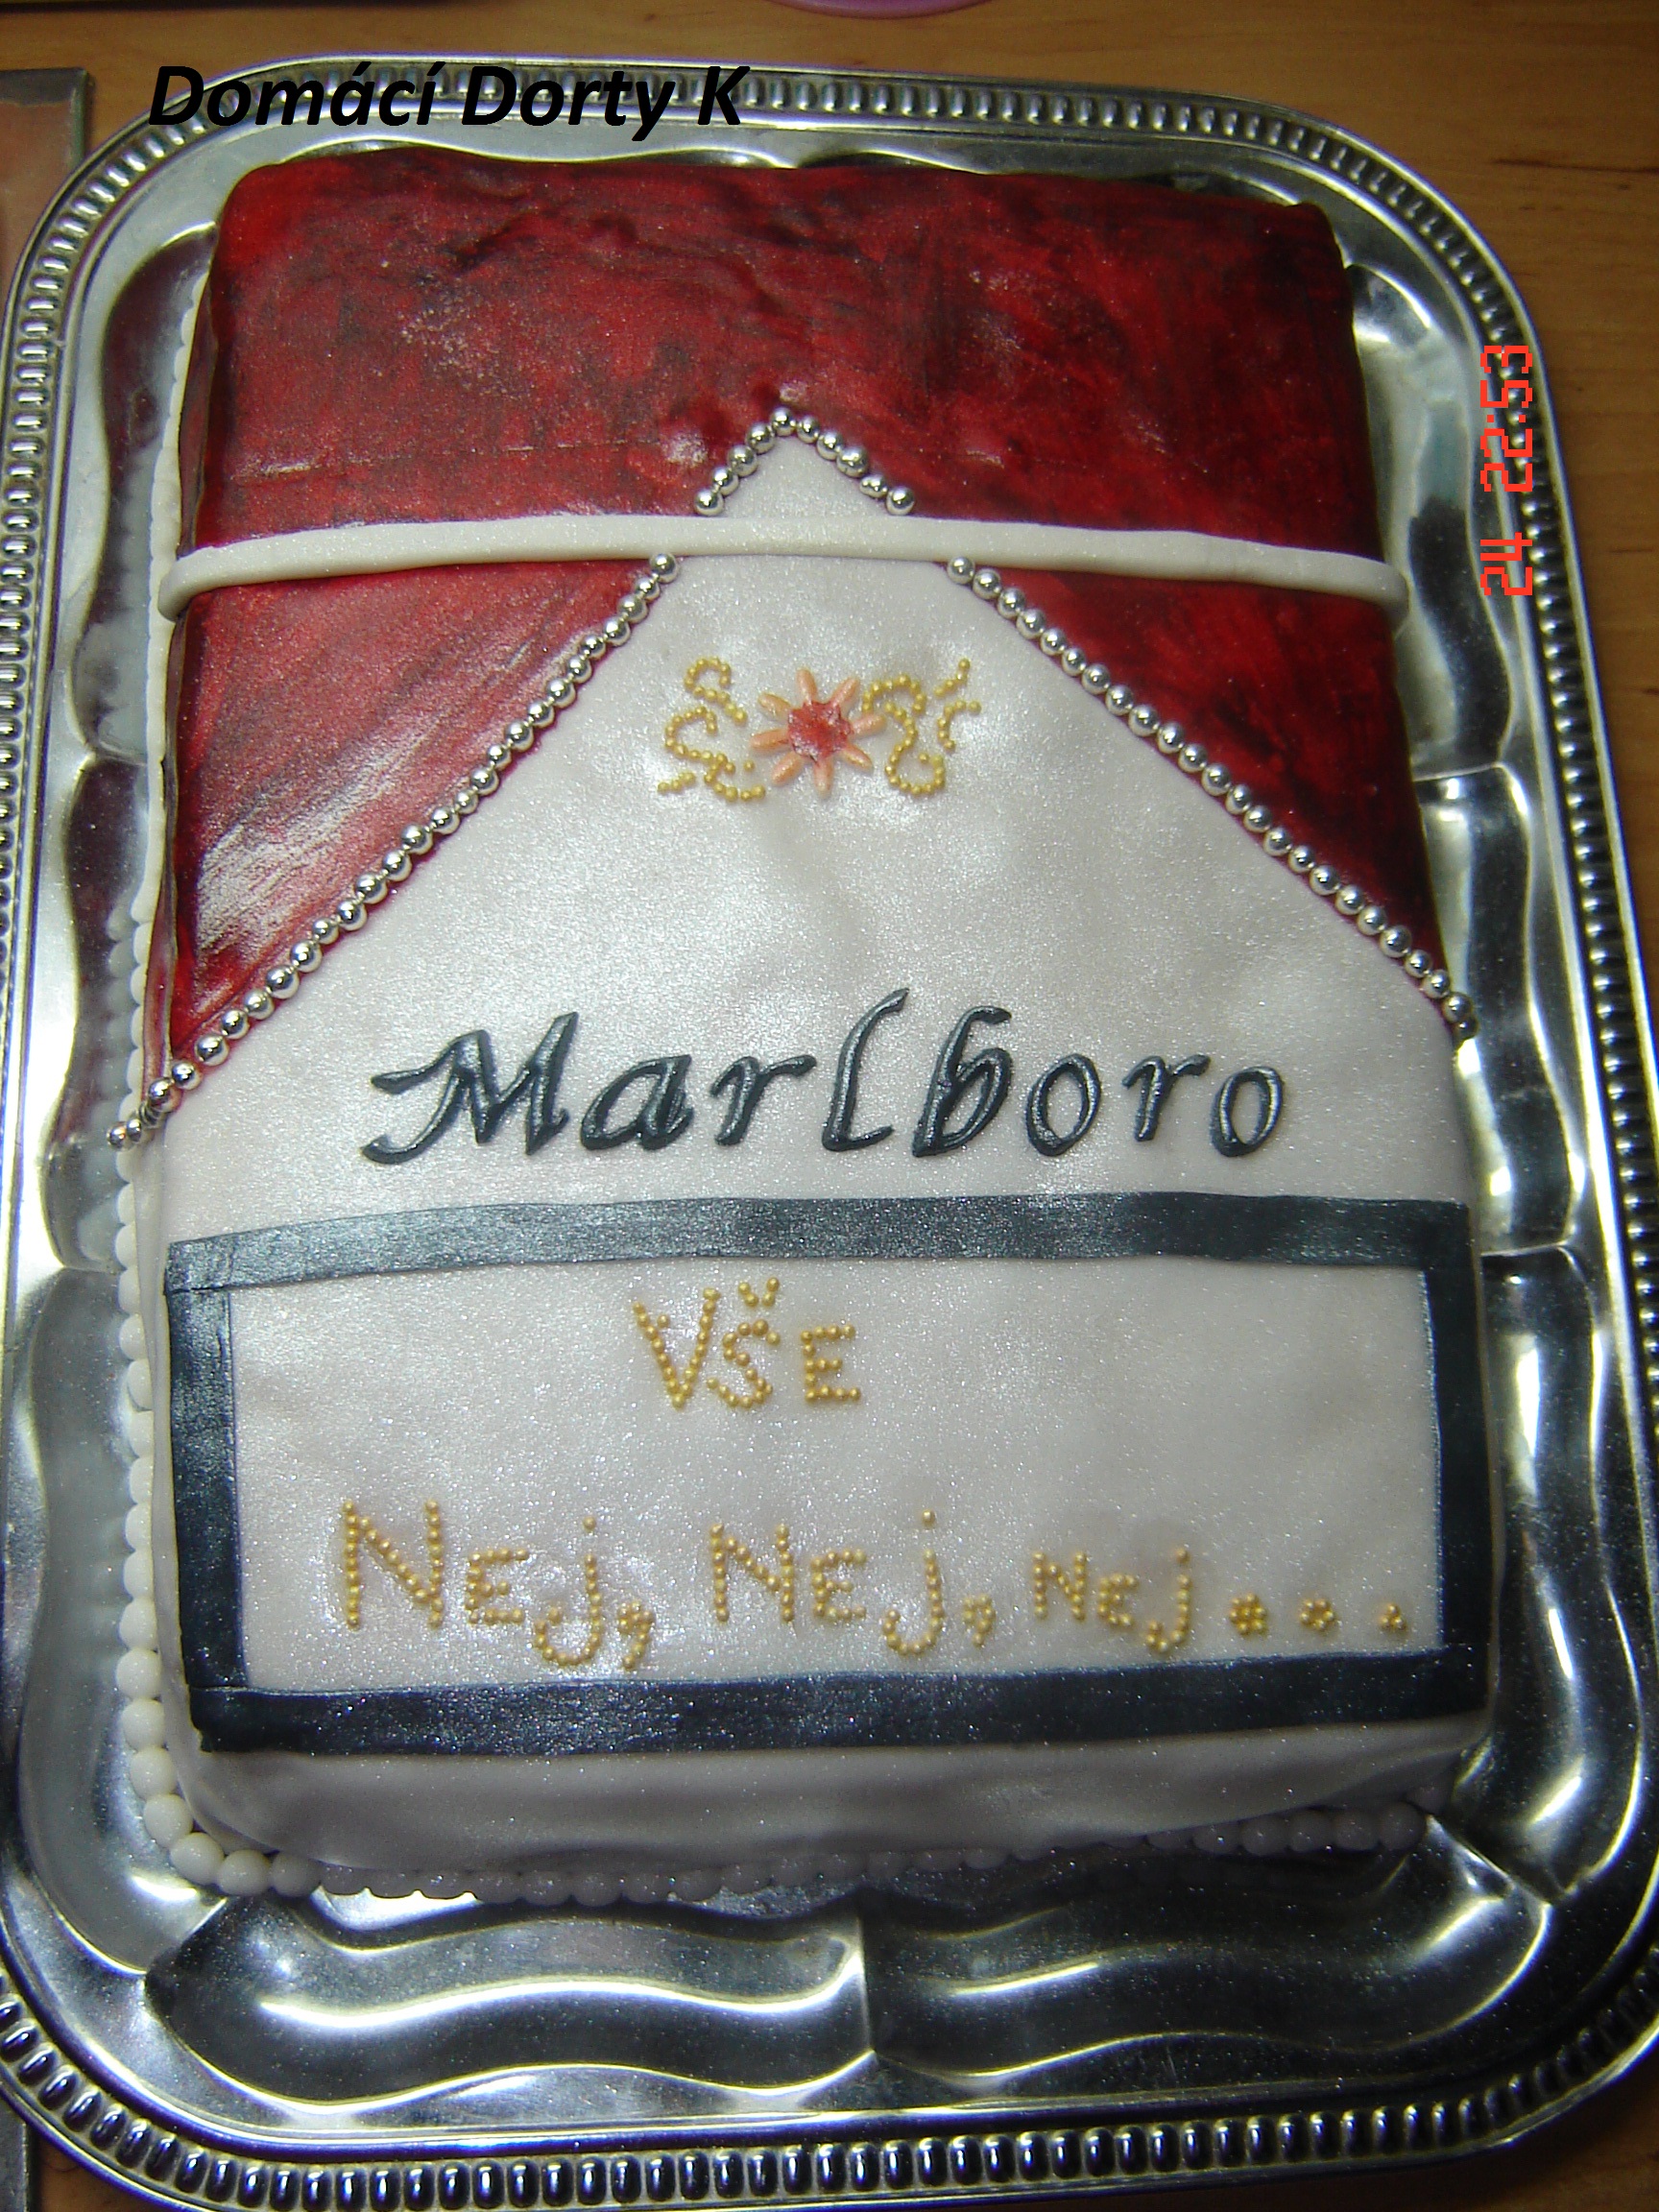 Domácí Dorty K
24 22:53
Marlboro
VŠE
NEj, NEj, NEj...